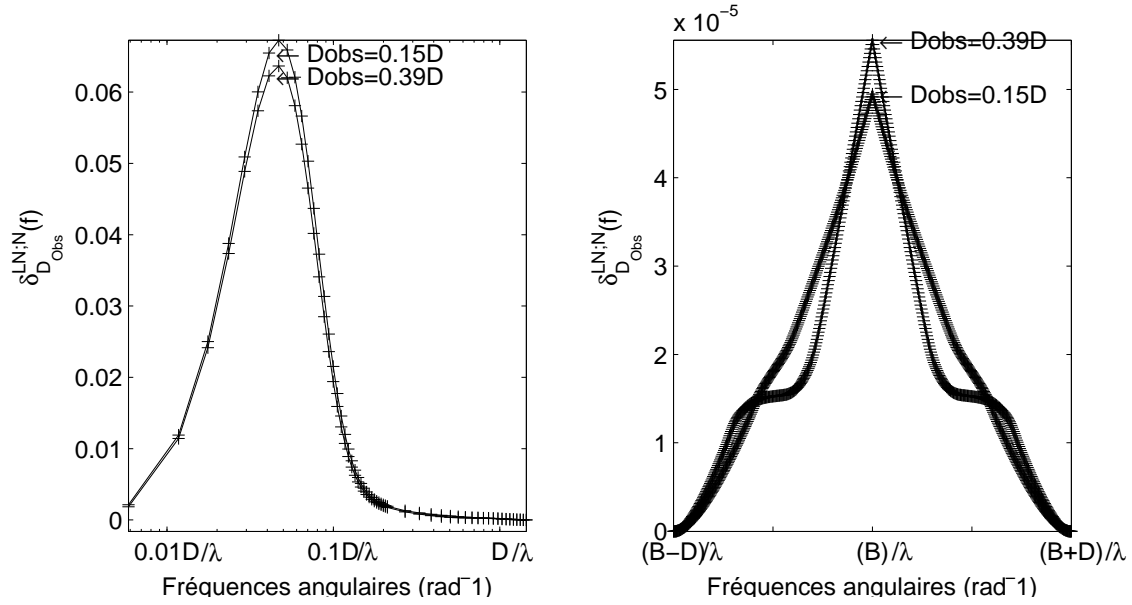 0.06
0.05
0.04
0.03
0.02
0.01
0
Dobs=0.15D
Dobs=0.39D
δ_{D_{Obs}}^{LN;N}(f)
0.01D/λ 0.1D/λ D/λ
Fréquences angulaires (rad⁻1)
x 10⁻⁵
5
4
3
2
1
0
Dobs=0.39D
Dobs=0.15D
δ_{D_{Obs}}^{LN;N}(f)
(B−D)/λ (B)/λ (B+D)/λ
Fréquences angulaires (rad⁻1)